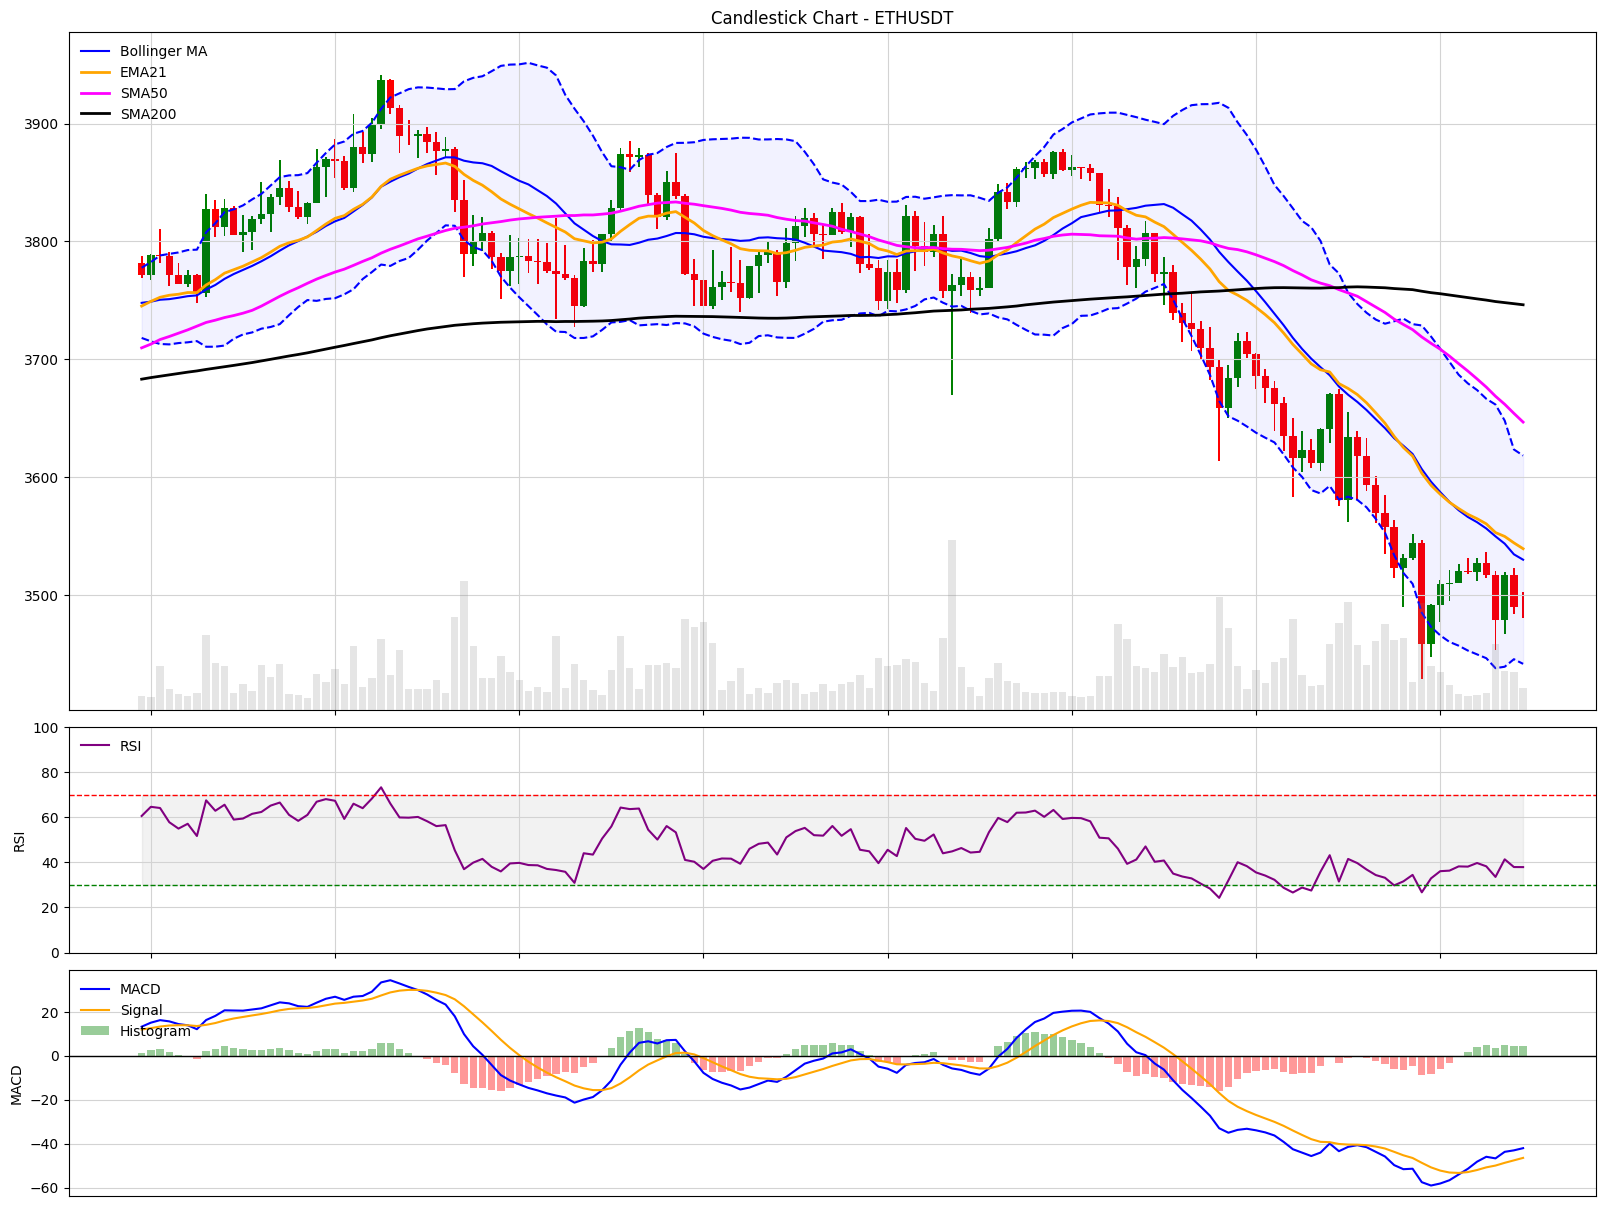 Candlestick Chart - ETHUSDT
Bollinger MA
EMA21
SMA50
SMA200
3900
3800
3700
3600
3500
RSI
100
80
60
40
20
0
RSI
MACD
Signal
Histogram
20
0
−20
−40
−60
MACD